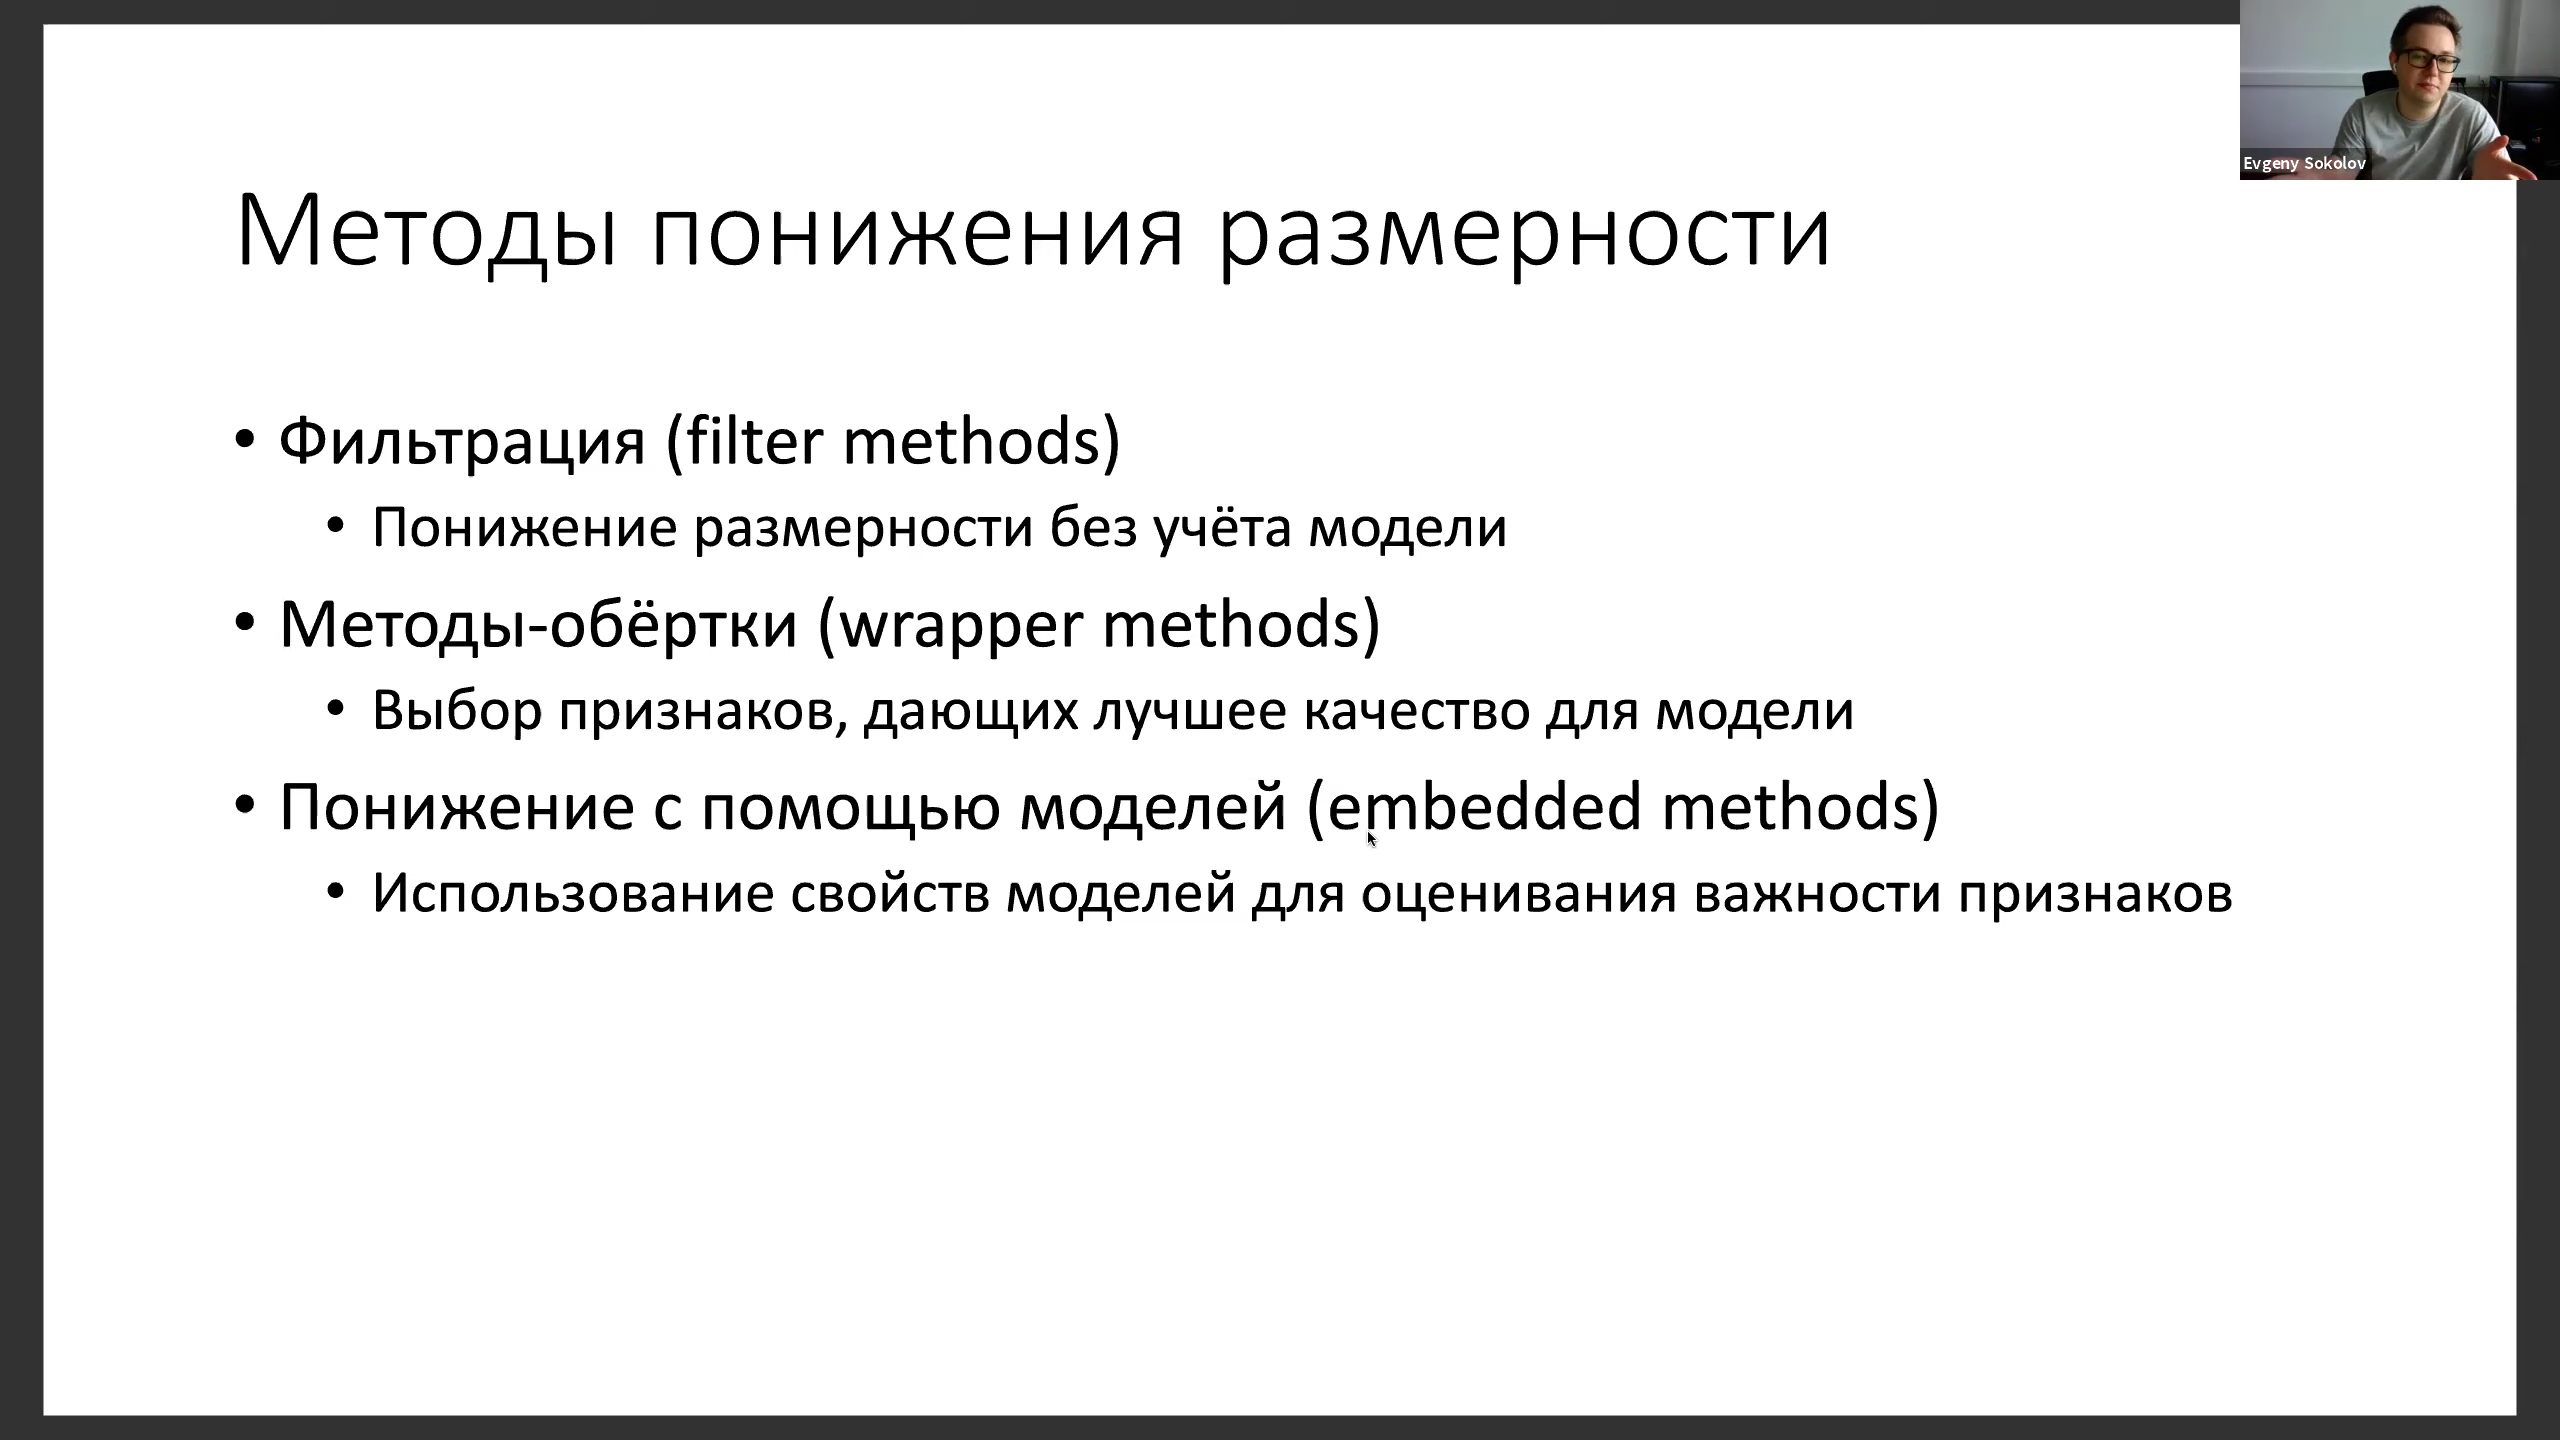 Evgeny Sokolov
Методы понижения размерности
• Фильтрация (filter methods)
• Понижение размерности без учёта модели
• Методы-обёртки (wrapper methods)
• Выбор признаков, дающих лучшее качество для модели
• Понижение с помощью моделей (embedded methods)
• Использование свойств моделей для оценивания важности признаков